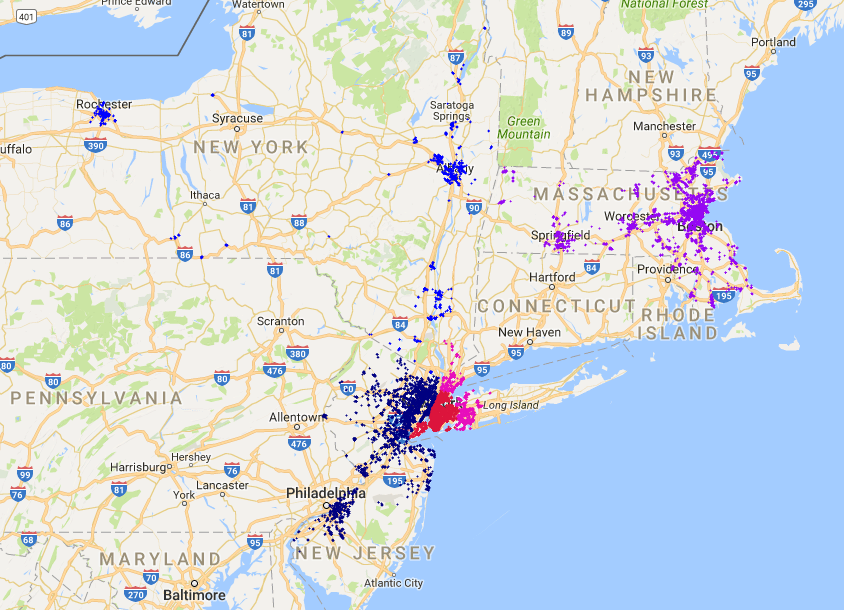 401
Prince Edward
Watertown
National Forest
295
81
87
89
93
Portland
95
NEW
HAMPSHIRE
Rochester
Saratoga
Springs
Green
Mountain
Manchester
Syracuse
390
uffalo
NEW YORK
93
495
95
Ithaca
MASSACHUSETTS
86
81
88
90
Worcester
Boston
Springfield
86
81
84
Providence
Hartford
195
CONNECTICUT
RHODE
ISLAND
Scranton
84
New Haven
380
95
95
80
80
80
476
PENNSYLVANIA
Long Island
Allentown
476
Harrisburg
Hershey
99
76
76
81
York
Lancaster
195
Philadelphia
68
95
MARYLAND
NEW JERSEY
70
270
Baltimore
Atlantic City